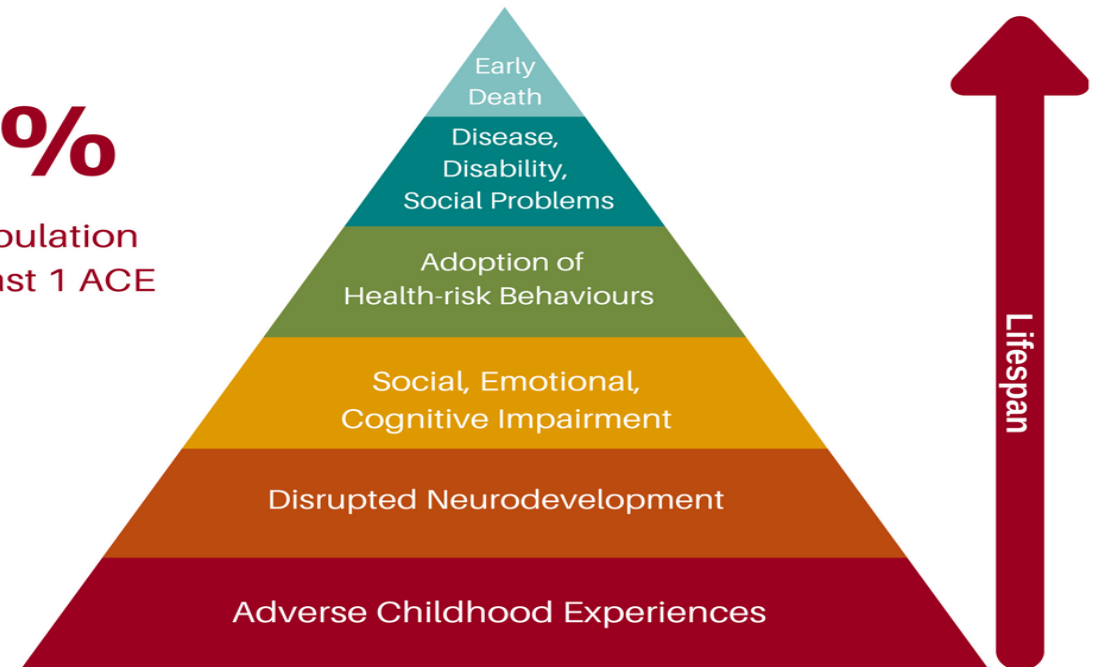 %
pulation
st 1 ACE
Early
Death
Disease,
Disability,
Social Problems
Adoption of
Health-risk Behaviours
Social, Emotional,
Cognitive Impairment
Disrupted Neurodevelopment
Adverse Childhood Experiences
Lifespan